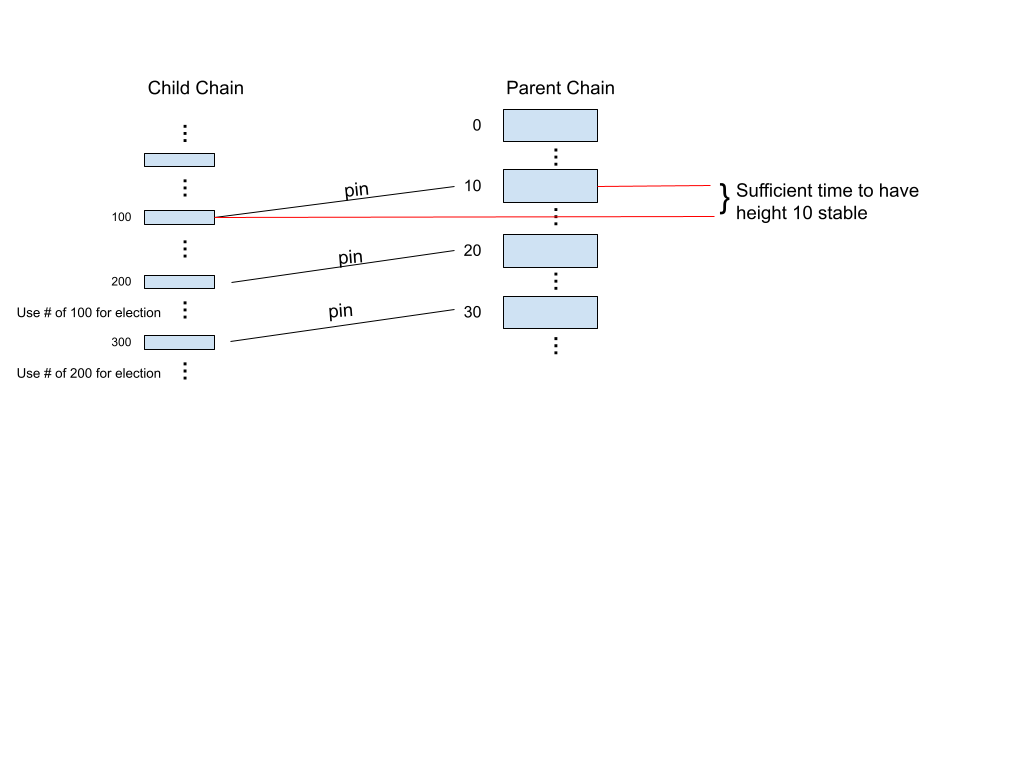 Child Chain
Parent Chain
0
pin
10
Sufficient time to have
height 10 stable
100
pin
20
200
Use # of 100 for election
pin
30
300
Use # of 200 for election